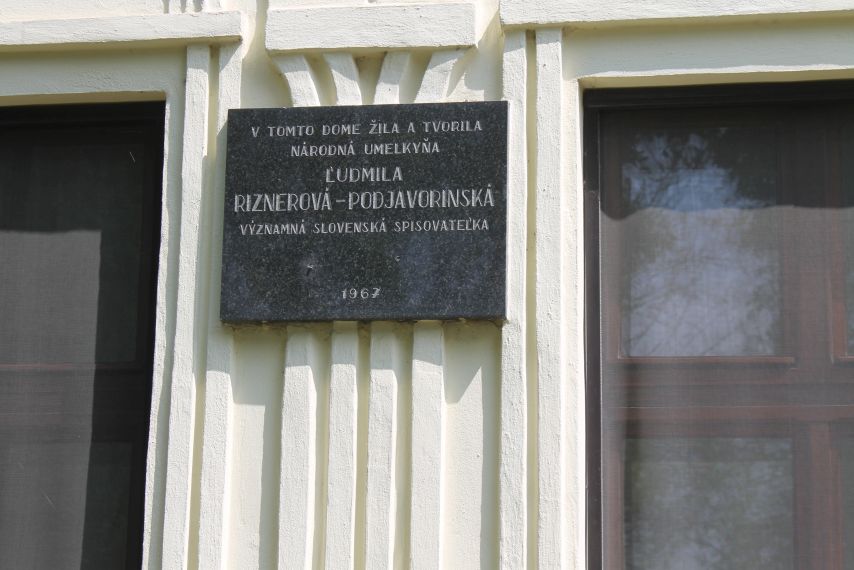 V TOMTO DOME ŽILA A TVORILA
NÁRODNÁ UMELKYŇA
ĽUDMILA
RIZNEROVÁ-PODJAVORINSKÁ
VÝZNAMNÁ SLOVENSKÁ SPISOVATEĽKA
1967